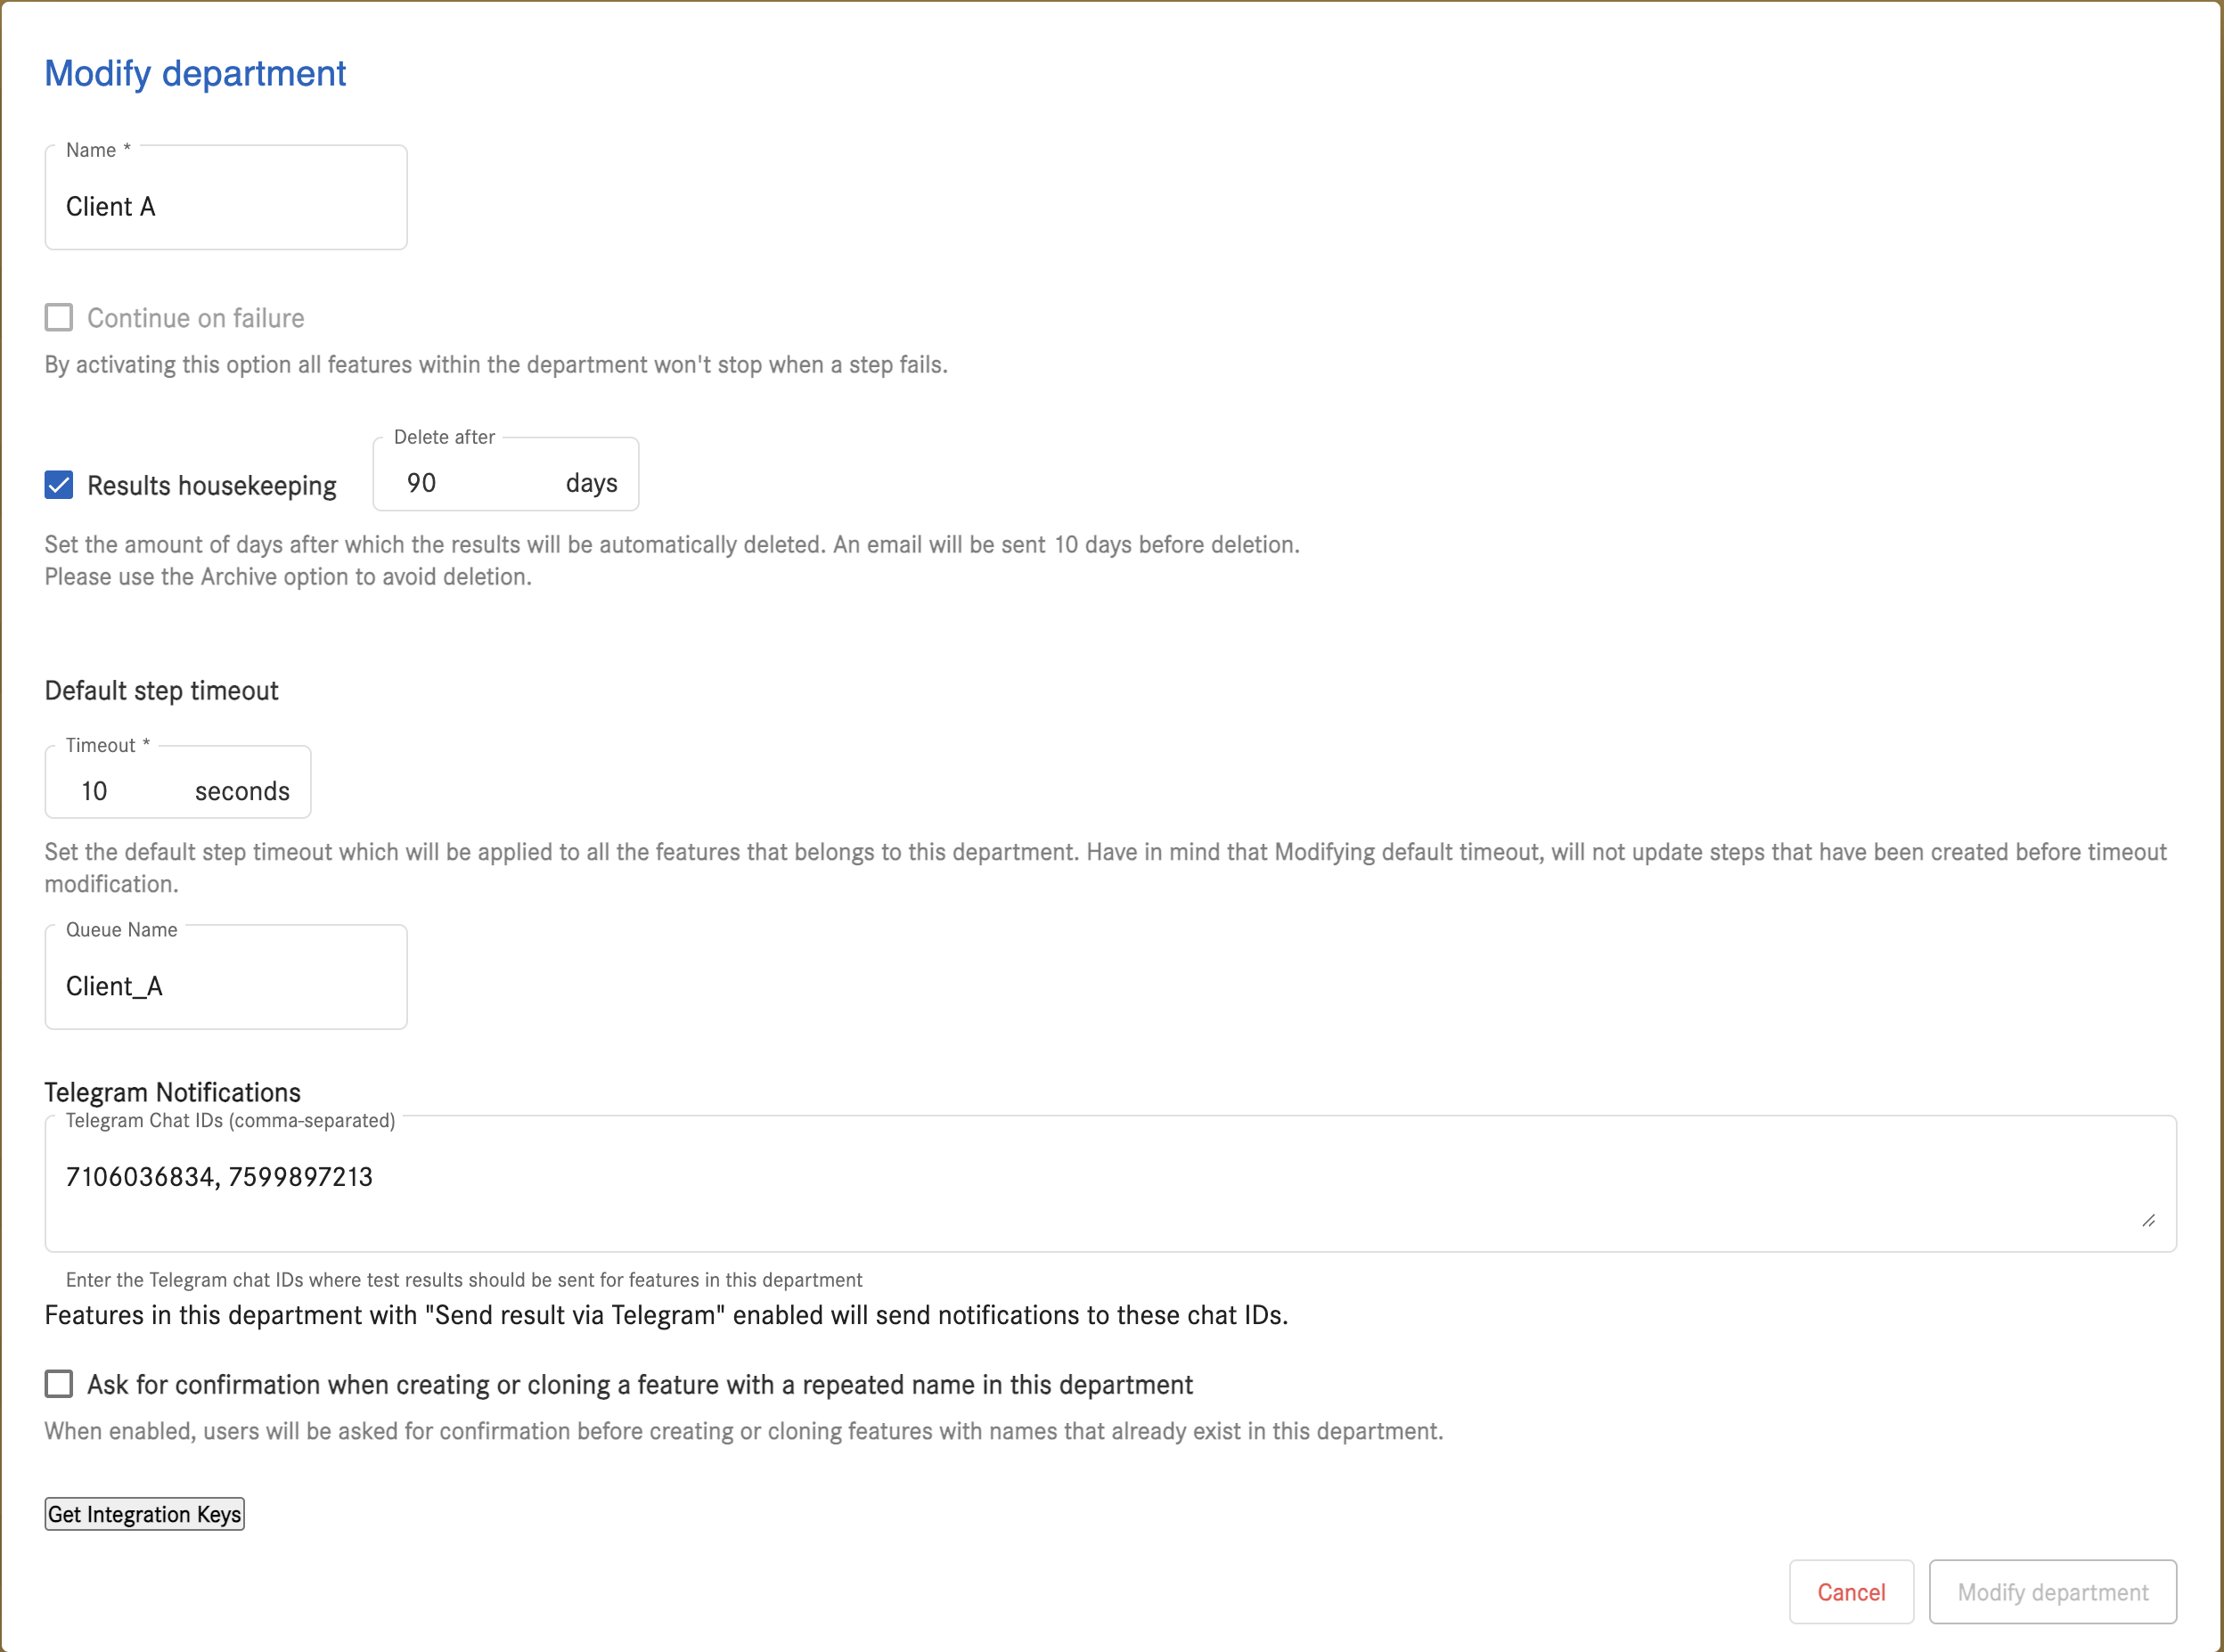 Modify department
Name *
Client A
Continue on failure
By activating this option all features within the department won't stop when a step fails.
Delete after
Results housekeeping 90 days
Set the amount of days after which the results will be automatically deleted. An email will be sent 10 days before deletion.
Please use the Archive option to avoid deletion.
Default step timeout
Timeout *
10 seconds
Set the default step timeout which will be applied to all the features that belongs to this department. Have in mind that Modifying default timeout, will not update steps that have been created before timeout
modification.
Queue Name
Client_A
Telegram Notifications
Telegram Chat IDs (comma-separated)
7106036834, 7599897213
Enter the Telegram chat IDs where test results should be sent for features in this department
Features in this department with "Send result via Telegram" enabled will send notifications to these chat IDs.
Ask for confirmation when creating or cloning a feature with a repeated name in this department
When enabled, users will be asked for confirmation before creating or cloning features with names that already exist in this department.
Get Integration Keys
Cancel Modify department